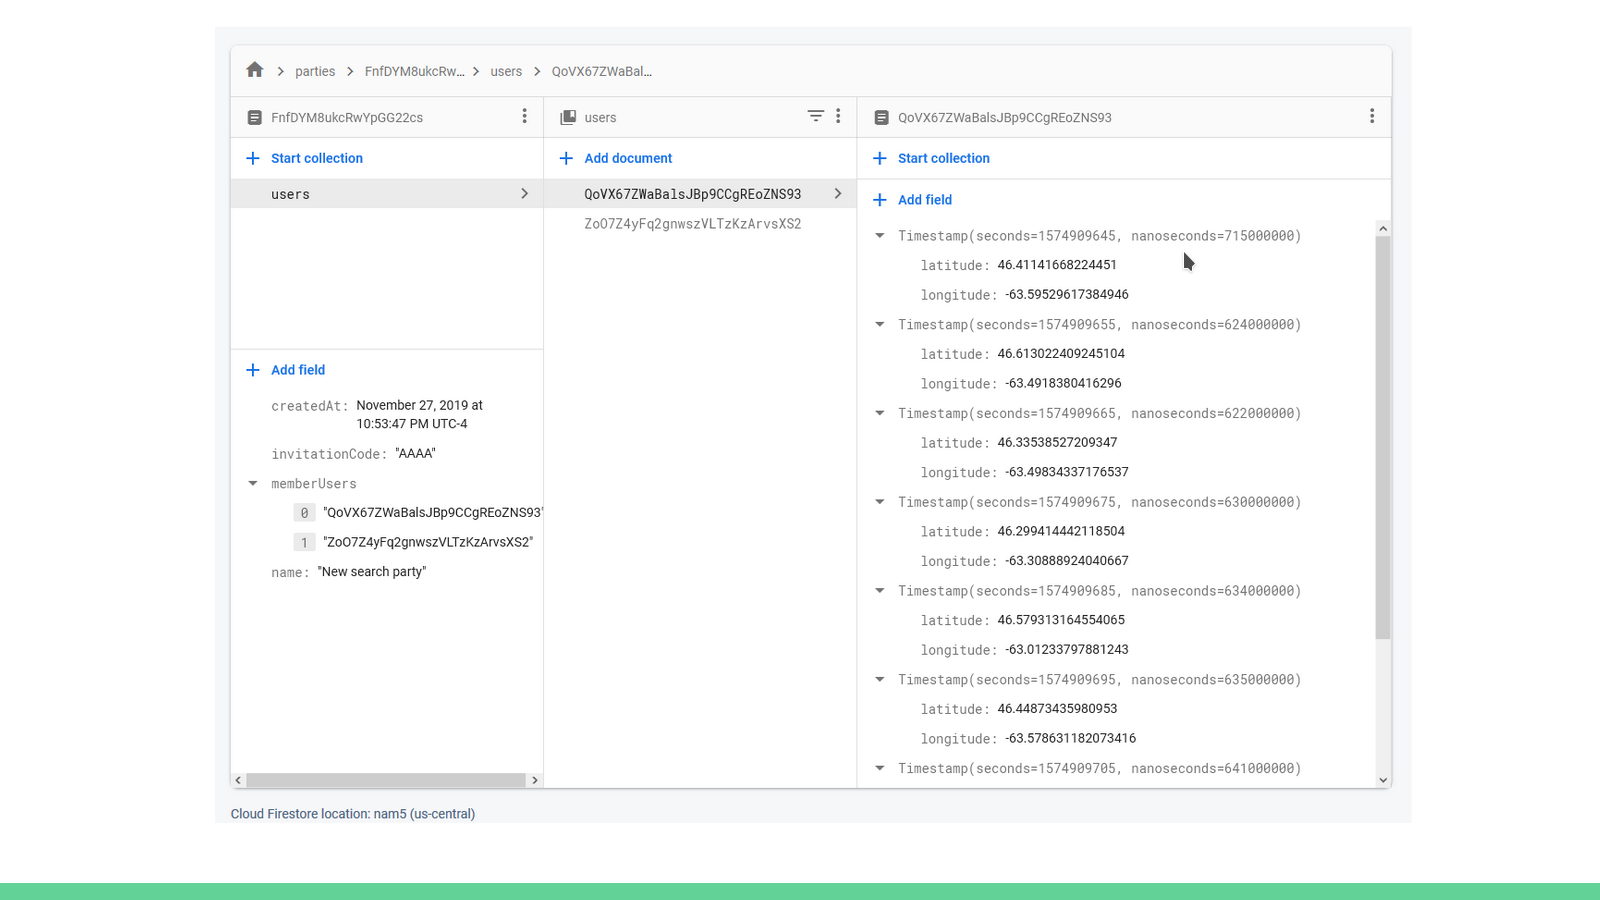 parties FnfDYM8ukcRw... users QoVX67ZWaBal...
FnfDYM8ukcRwYpGG22cs
Start collection
users
Add field
createdAt: November 27, 2019 at
10:53:47 PM UTC-4
invitationCode: "AAAA"
memberUsers
0 "QoVX67ZWaBalsJBp9CCgREoZNS93"
1 "ZoO7Z4yFq2gnwszVLTzKzArvsXS2"
name: "New search party"
users
Add document
QoVX67ZWaBalsJBp9CCgREoZNS93
ZoO7Z4yFq2gnwszVLTzKzArvsXS2
QoVX67ZWaBalsJBp9CCgREoZNS93
Start collection
Add field
Timestamp(seconds=1574909645, nanoseconds=715000000)
latitude: 46.41141668224451
longitude: -63.59529617384946
Timestamp(seconds=1574909655, nanoseconds=624000000)
latitude: 46.613022409245104
longitude: -63.4918380416296
Timestamp(seconds=1574909665, nanoseconds=622000000)
latitude: 46.33538527209347
longitude: -63.49834337176537
Timestamp(seconds=1574909675, nanoseconds=630000000)
latitude: 46.299414442118504
longitude: -63.30888924040667
Timestamp(seconds=1574909685, nanoseconds=634000000)
latitude: 46.579313164554065
longitude: -63.01233797881243
Timestamp(seconds=1574909695, nanoseconds=635000000)
latitude: 46.44873435980953
longitude: -63.578631182073416
Timestamp(seconds=1574909705, nanoseconds=641000000)
Cloud Firestore location: nam5 (us-central)